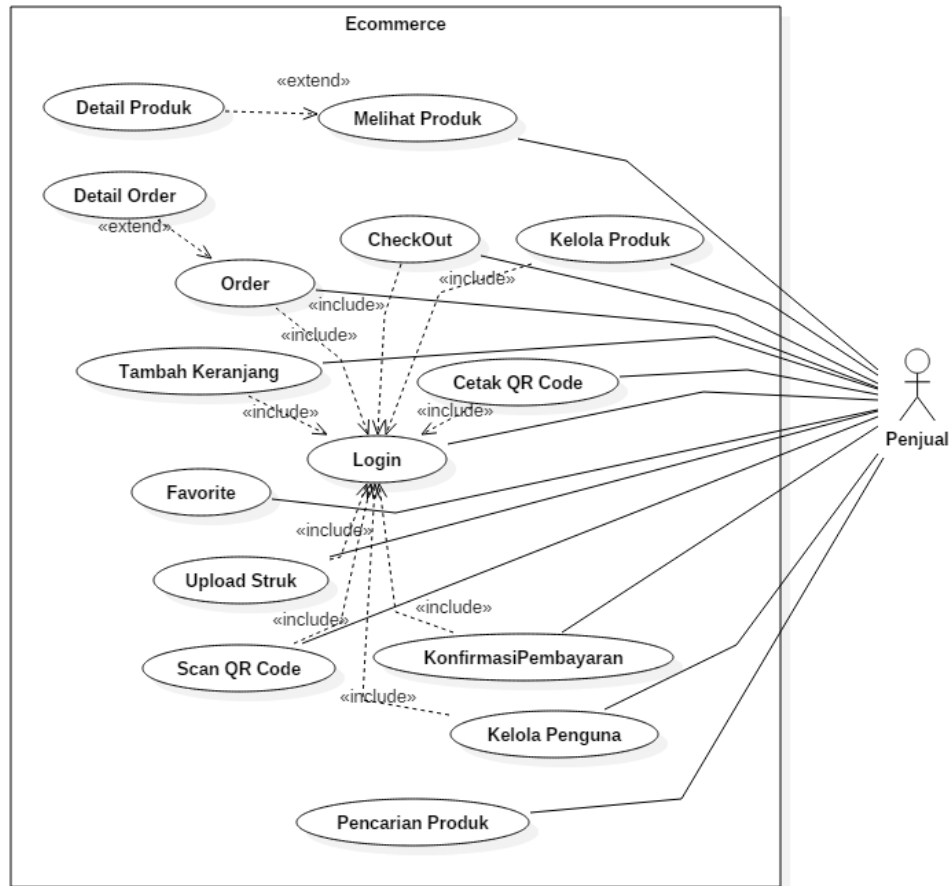 Ecommerce
«extend»
Detail Produk
Melihat Produk
Detail Order
«extend»
CheckOut
Kelola Produk
Order
«include»
«include»
«include»
Tambah Keranjang
Cetak QR Code
«include»
«include»
Login
Penjual
Favorite
«include»
Upload Struk
«include»
«include»
Scan QR Code
KonfirmasiPembayaran
«include»
Kelola Penguna
Pencarian Produk